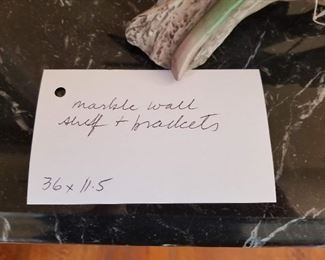 marble wall
shelf + brackets
36 x 11.5